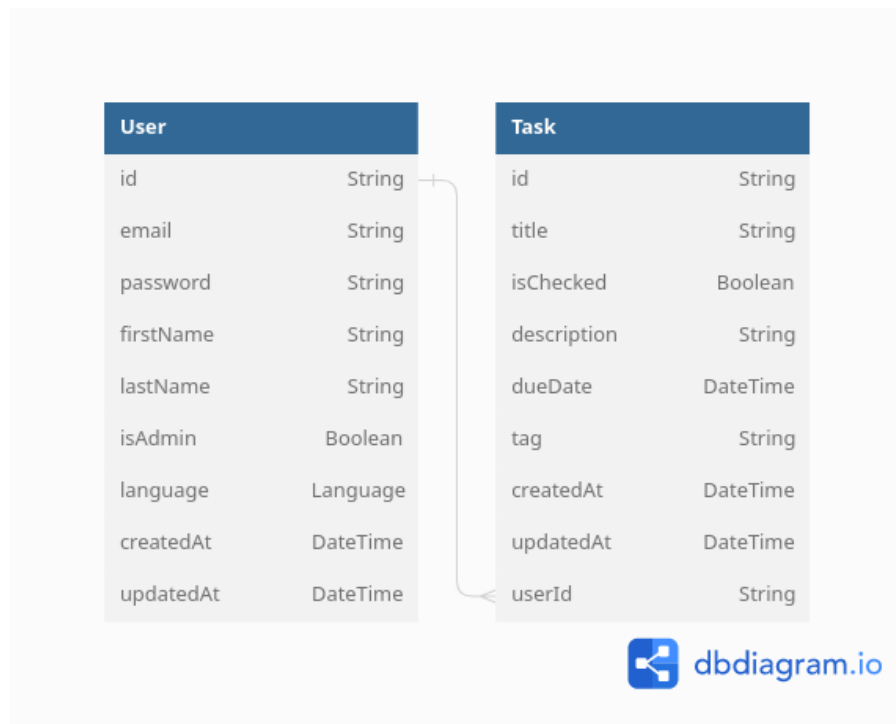 User
id String
email String
password String
firstName String
lastName String
isAdmin Boolean
language Language
createdAt DateTime
updatedAt DateTime
Task
id String
title String
isChecked Boolean
description String
dueDate DateTime
tag String
createdAt DateTime
updatedAt DateTime
userId String
dbdiagram.io